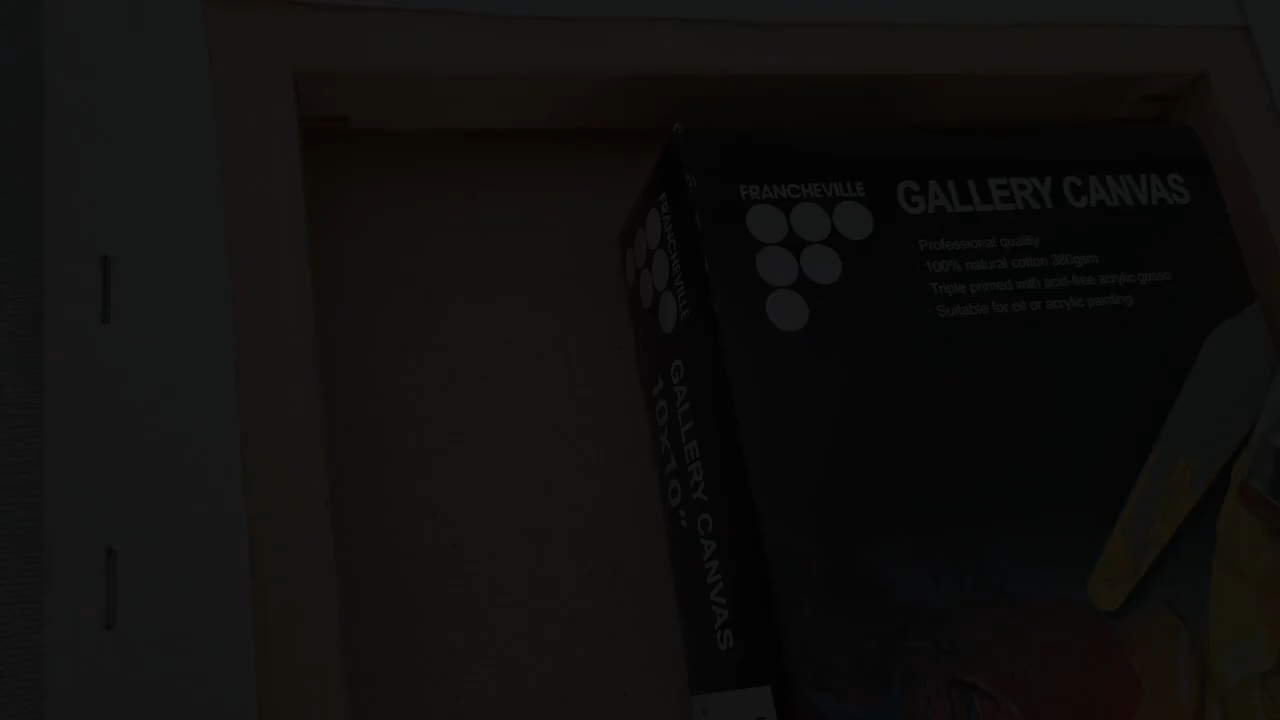 FRANCHEVILLE
GALLERY CANVAS
· Professional quality
· 100% natural cotton 380gsm
Triple primed with acid-free acrylic gesso
· Suitable for oil or acrylic painting
FRANCHEVILLE
GALLERY CANVAS
10x10"